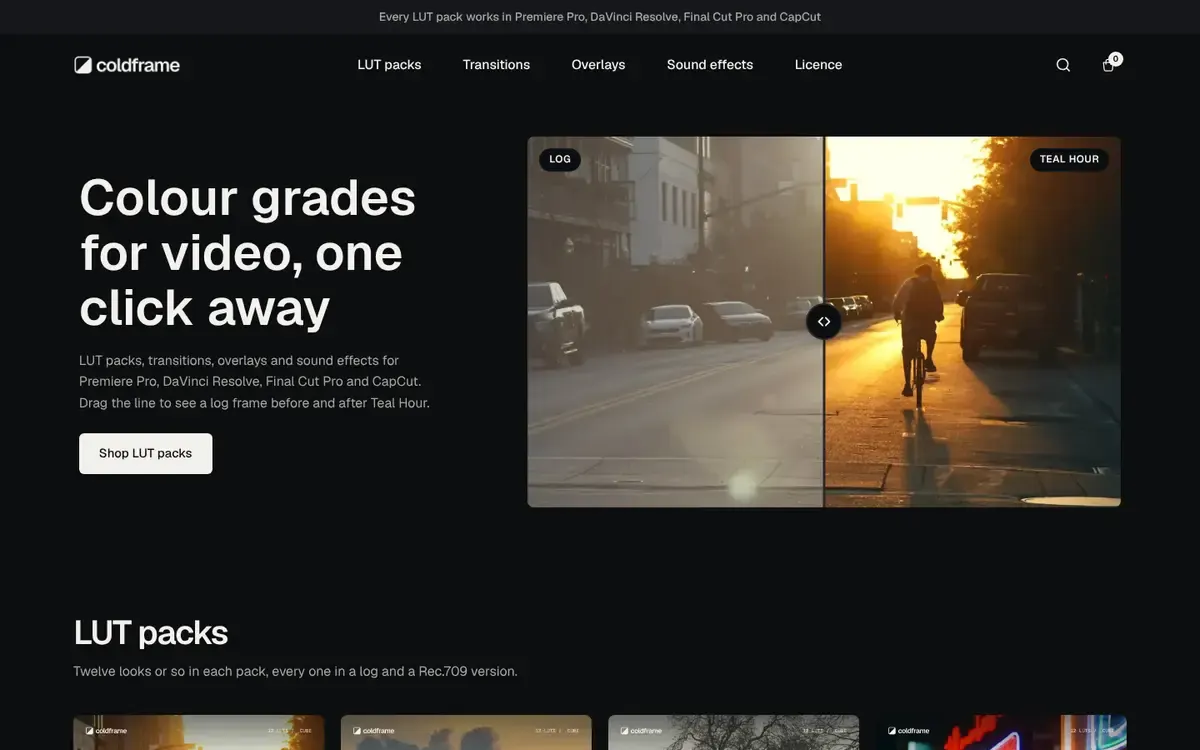 Every LUT pack works in Premiere Pro, DaVinci Resolve, Final Cut Pro and CapCut
coldframe
LUT packs
Transitions
Overlays
Sound effects
Licence
0
LOG
TEAL HOUR
Colour grades
for video, one
click away
LUT packs, transitions, overlays and sound effects for
Premiere Pro, DaVinci Resolve, Final Cut Pro and CapCut.
Drag the line to see a log frame before and after Teal Hour.
Shop LUT packs
LUT packs
Twelve looks or so in each pack, every one in a log and a Rec.709 version.
coldframe
coldframe
coldframe
coldframe